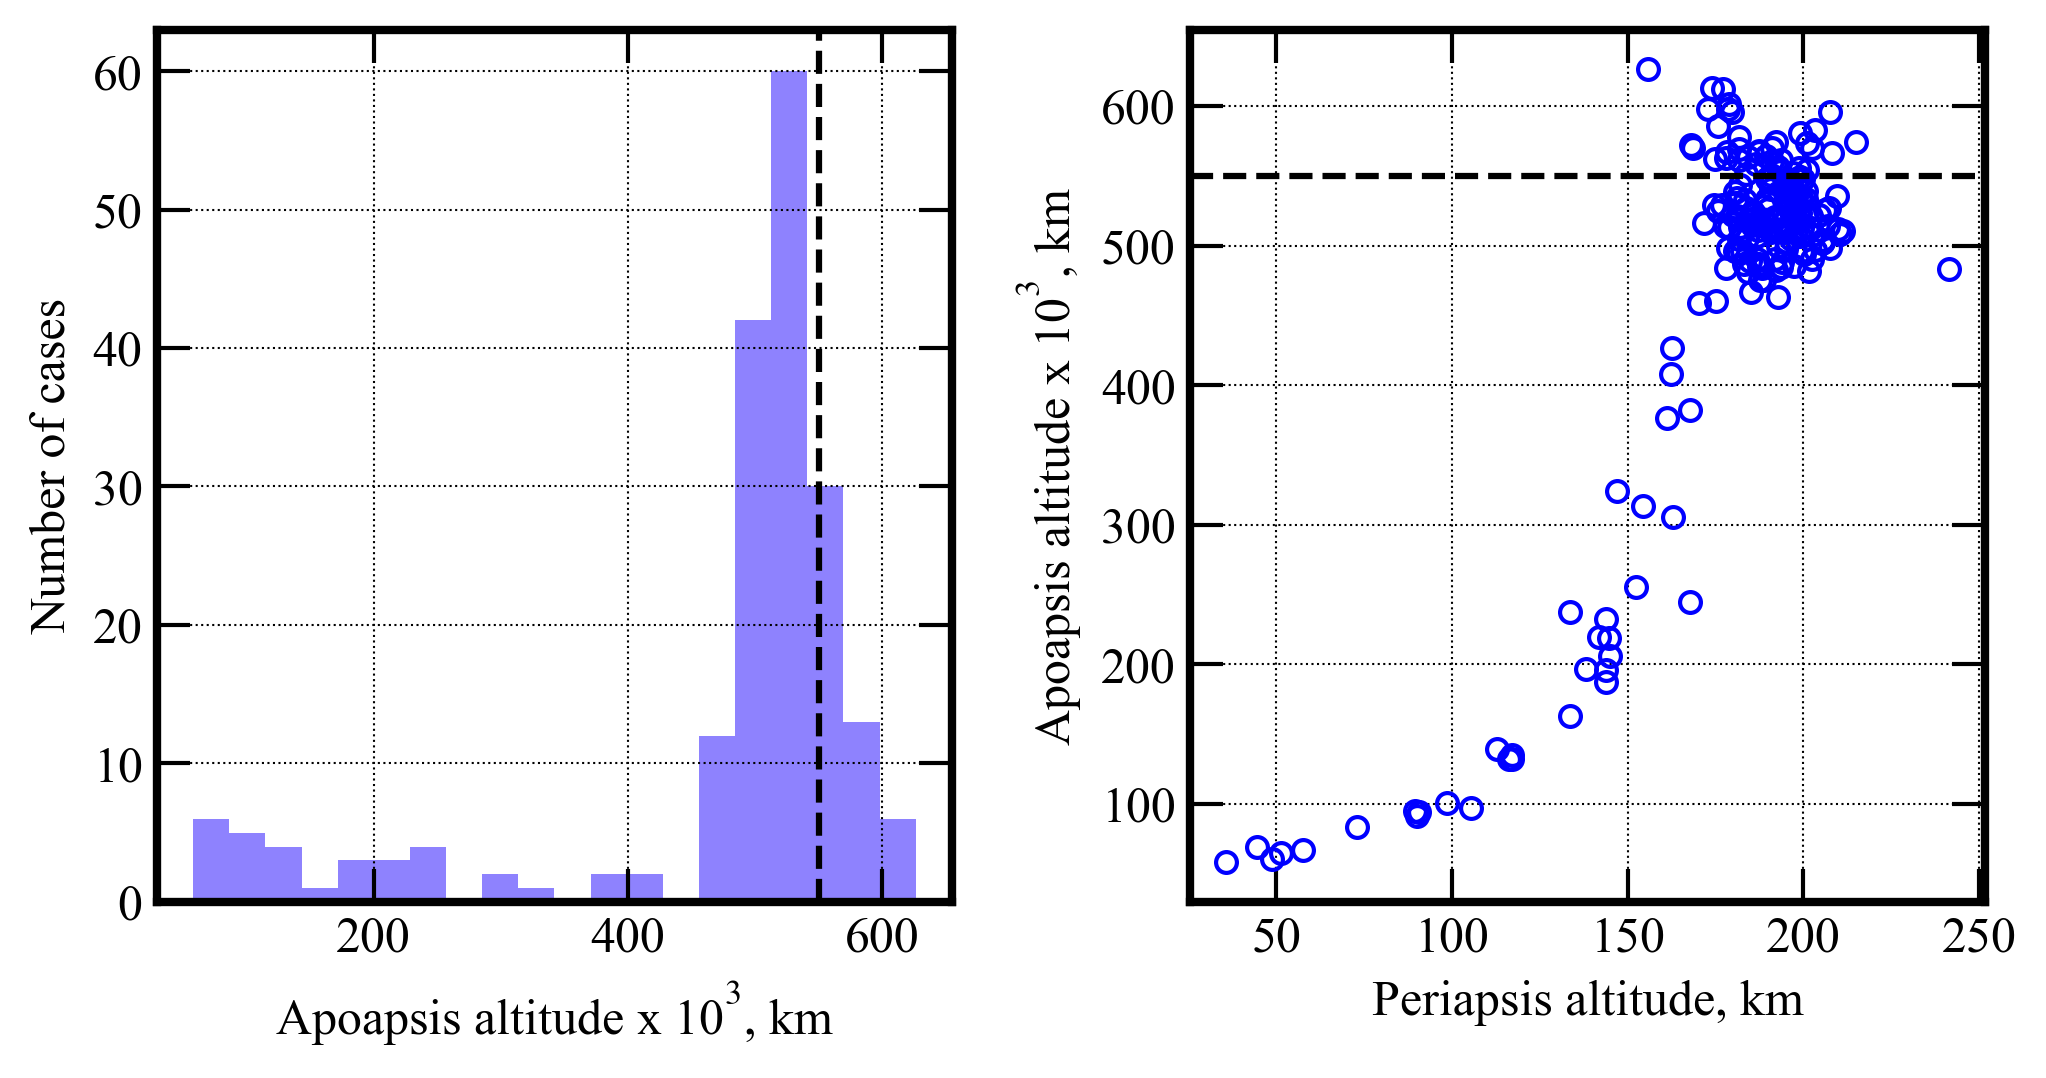 Number of cases
60
50
40
30
20
10
0
200 400 600
Apoapsis altitude x 10³, km
Apoapsis altitude x 10³, km
600
500
400
300
200
100
50 100 150 200 250
Periapsis altitude, km